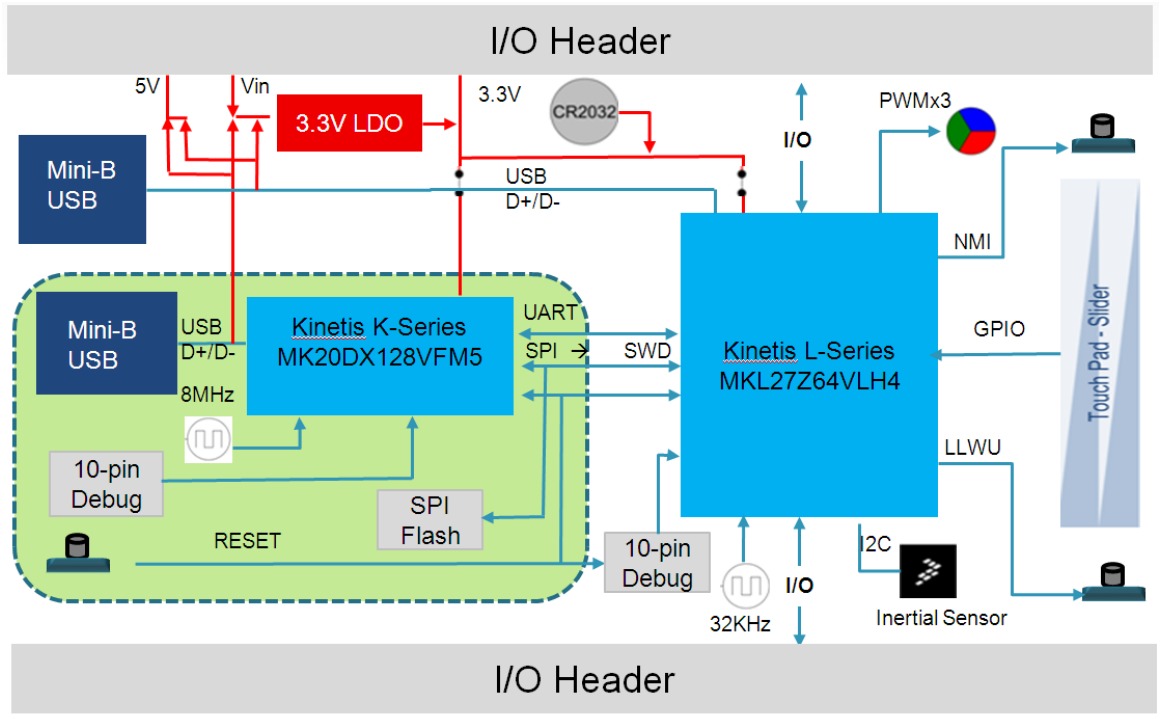 I/O Header
5V
Vin
3.3V
3.3V LDO
CR2032
PWMx3
I/O
Mini-B
USB
USB
D+/D-
NMI
Mini-B
USB
USB
D+/D-
Kinetis K-Series
MK20DX128VFM5
UART
SPI →
SWD
Kinetis L-Series
MKL27Z64VLH4
GPIO
Touch Pad - Slider
8MHz
LLWU
10-pin
Debug
SPI
Flash
RESET
10-pin
Debug
I2C
I/O
32KHz
Inertial Sensor
I/O Header